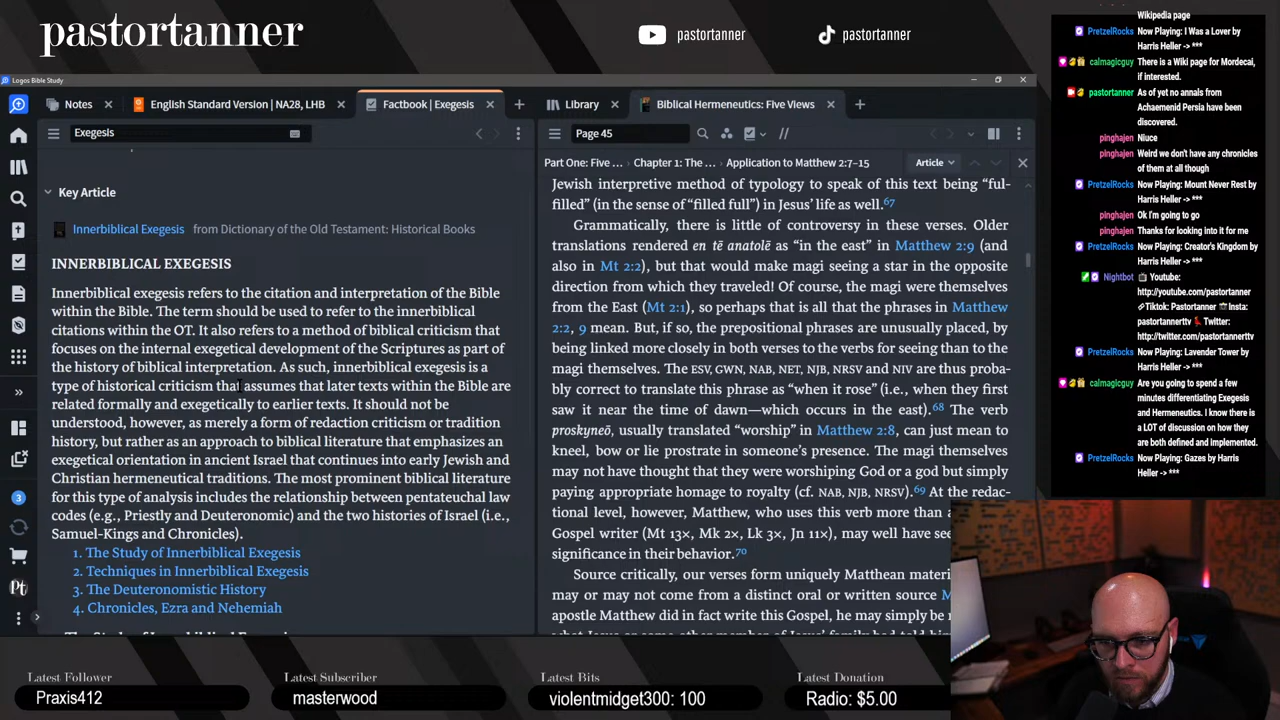 pastortanner
pastortanner
pastortanner
Logos Bible Study
Notes
English Standard Version | NA28, LHB
Factbook | Exegesis
Library
Biblical Hermeneutics: Five Views
Exegesis
Page 45
Part One: Five ...
Chapter 1: The ...
Application to Matthew 2:7–15
Article
Key Article
Innerbiblical Exegesis from Dictionary of the Old Testament: Historical Books
INNERBIBLICAL EXEGESIS
Innerbiblical exegesis refers to the citation and interpretation of the Bible
within the Bible. The term should be used to refer to the innerbiblical
citations within the OT. It also refers to a method of biblical criticism that
focuses on the internal exegetical development of the Scriptures as part of
the history of biblical interpretation. As such, innerbiblical exegesis is a
type of historical criticism that assumes that later texts within the Bible are
related formally and exegetically to earlier texts. It should not be
understood, however, as merely a form of redaction criticism or tradition
history, but rather as an approach to biblical literature that emphasizes an
exegetical orientation in ancient Israel that continues into early Jewish and
Christian hermeneutical traditions. The most prominent biblical literature
for this type of analysis includes the relationship between pentateuchal law
codes (e.g., Priestly and Deuteronomic) and the two histories of Israel (i.e.,
Samuel-Kings and Chronicles).
1. The Study of Innerbiblical Exegesis
2. Techniques in Innerbiblical Exegesis
3. The Deuteronomistic History
4. Chronicles, Ezra and Nehemiah
Jewish interpretive method of typology to speak of this text being “ful-
filled” (in the sense of “filled full”) in Jesus’ life as well.67
Grammatically, there is little of controversy in these verses. Older
translations rendered en tē anatolē as “in the east” in Matthew 2:9 (and
also in Mt 2:2), but that would make magi seeing a star in the opposite
direction from which they traveled! Of course, the magi were themselves
from the East (Mt 2:1), so perhaps that is all that the phrases in Matthew
2:2, 9 mean. But, if so, the prepositional phrases are unusually placed, by
being linked more closely in both verses to the verbs for seeing than to the
magi themselves. The ESV, GWN, NAB, NET, NJB, NRSV and NIV are thus proba-
bly correct to translate this phrase as “when it rose” (i.e., when they first
saw it near the time of dawn—which occurs in the east).68 The verb
proskyneō, usually translated “worship” in Matthew 2:8, can just mean to
kneel, bow or lie prostrate in someone’s presence. The magi themselves
may not have thought that they were worshiping God or a god but simply
paying appropriate homage to royalty (cf. NAB, NJB, NRSV).69 At the redac-
tional level, however, Matthew, who uses this verb more than a
Gospel writer (Mt 13×, Mk 2×, Lk 3×, Jn 11×), may well have see
significance in their behavior.70
Source critically, our verses form uniquely Matthean materi
may or may not come from a distinct oral or written source M
apostle Matthew did in fact write this Gospel, he may simply be r
3
Pt
Wikipedia page
PretzelRocks Now Playing: I Was a Lover by
Harris Heller -> ***
calmagicguy There is a Wiki page for Mordecai,
if interested.
pastortanner As of yet no annals from
Achaemenid Persia have been
discovered.
pinghajen Niuce
pinghajen Weird we don't have any chronicles
of them at all though
PretzelRocks Now Playing: Mount Never Rest by
Harris Heller -> ***
pinghajen Ok I'm going to go
pinghajen Thanks for looking into it for me
PretzelRocks Now Playing: Creator's Kingdom by
Harris Heller -> ***
Nightbot Youtube:
http://youtube.com/pastortanner
Tiktok: Pastortanner Insta:
pastortannerttv Twitter:
http://twitter.com/pastortannerttv
PretzelRocks Now Playing: Lavender Tower by
Harris Heller -> ***
calmagicguy Are you going to spend a few
minutes differentiating Exegesis
and Hermeneutics. I know there is
a LOT of discussion on how they
are both defined and implemented.
PretzelRocks Now Playing: Gazes by Harris
Heller -> ***
Latest Follower
Praxis412
Latest Subscriber
masterwood
Latest Bits
violentmidget300: 100
Latest Donation
Radio: $5.00